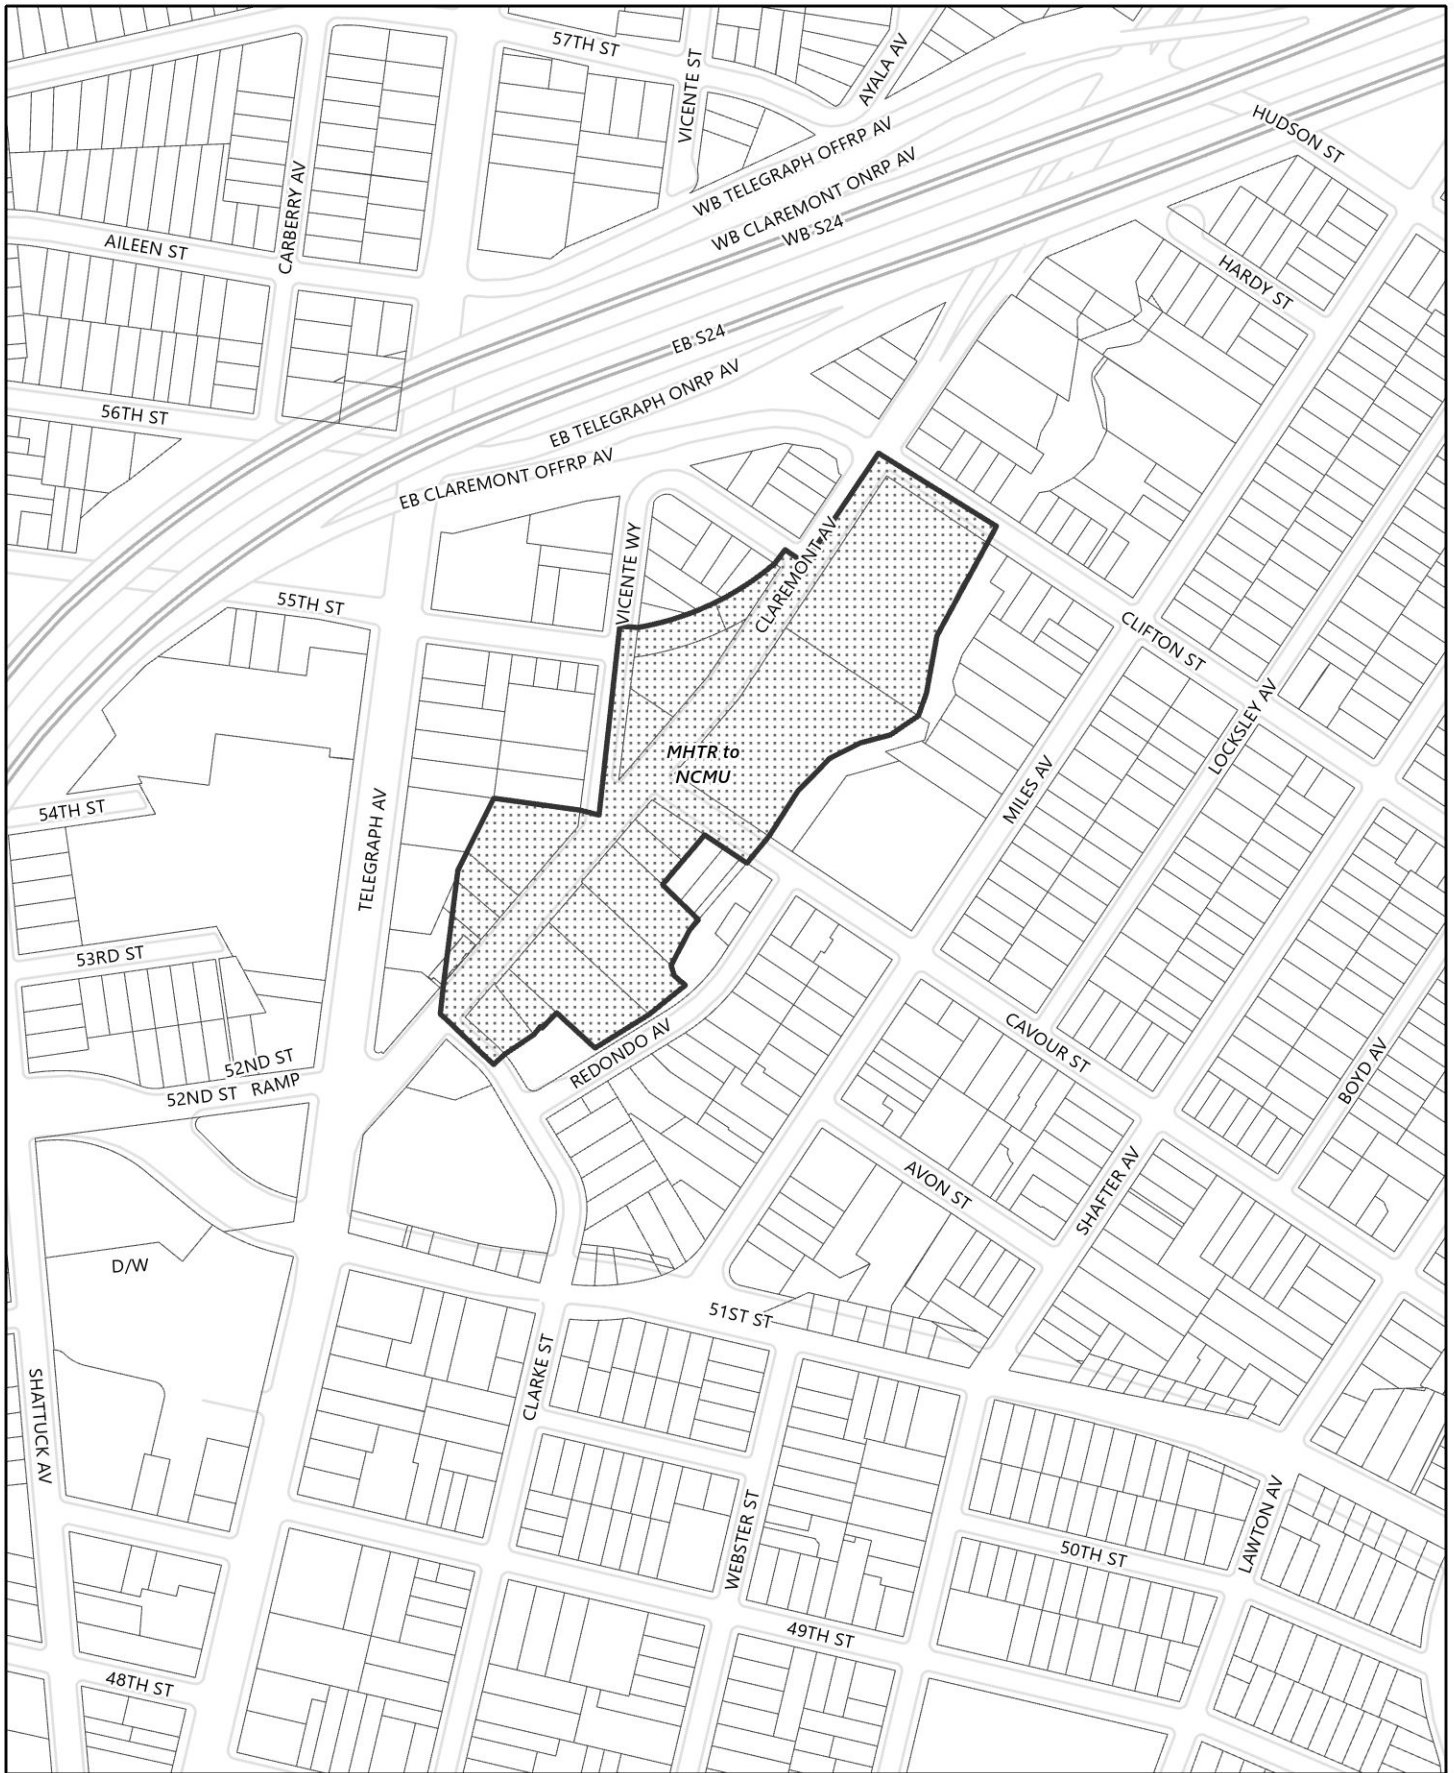 57TH ST
VICENTE ST
AYALA AV
HUDSON ST
WB TELEGRAPH OFFRP AV
WB CLAREMONT ONRP AV
WB S24
CARBERRY AV
AILEEN ST
HARDY ST
EB S24
EB TELEGRAPH ONRP AV
56TH ST
EB CLAREMONT OFFRP AV
VICENTE WY
CLAREMONT AV
55TH ST
CLIFTON ST
LOCKSLEY AV
MHTR to
NCMU
MILES AV
54TH ST
TELEGRAPH AV
53RD ST
REDONDO AV
CAVOUR ST
52ND ST
52ND ST RAMP
BOYD AV
AVON ST
SHAFTER AV
D/W
51ST ST
CLARKE ST
SHATTUCK AV
WEBSTER ST
LAWTON AV
50TH ST
49TH ST
48TH ST